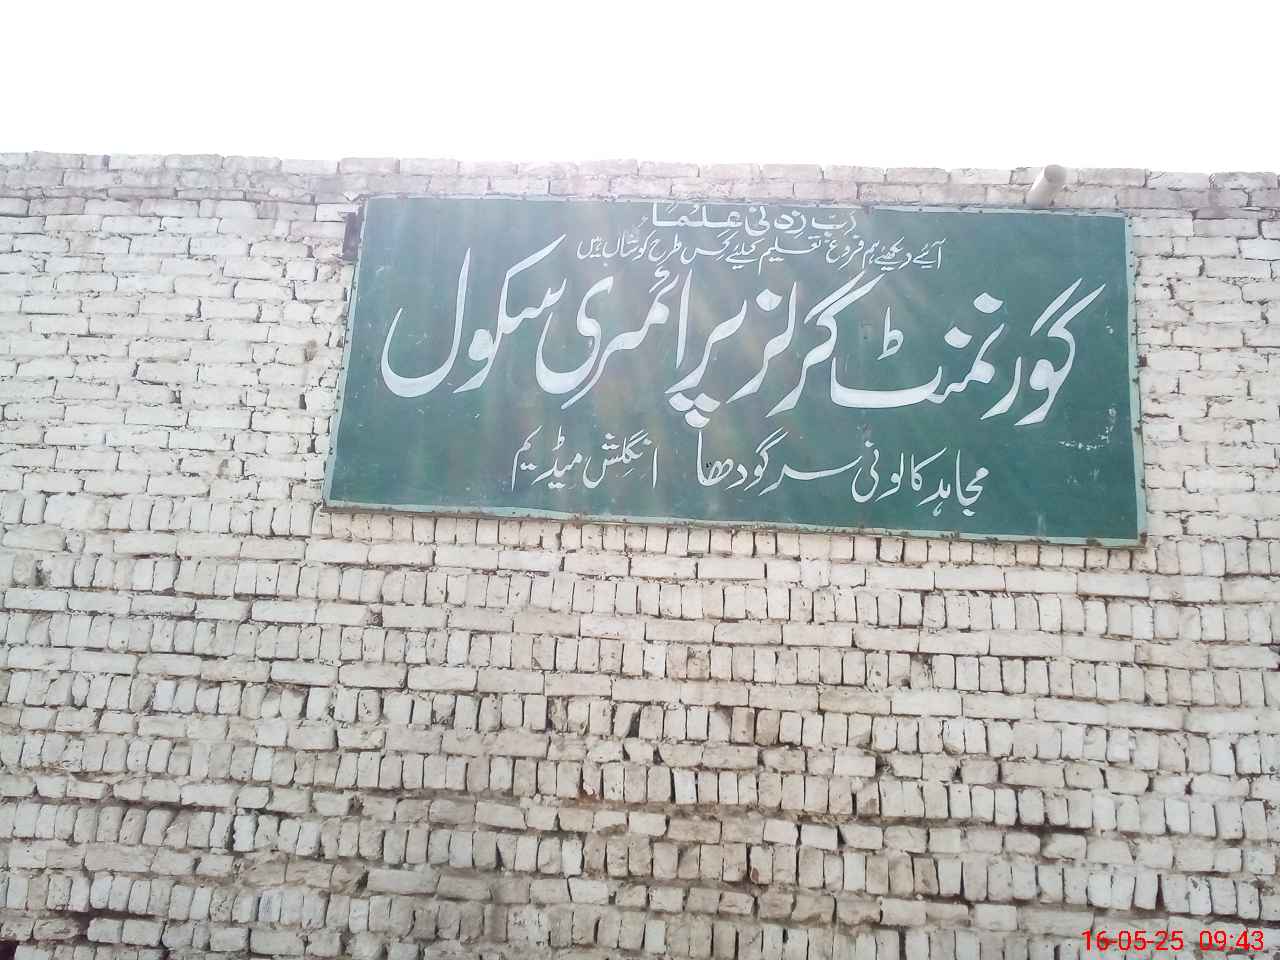 رَبِّ زِدْنِی عِلْمًا
آئیے دیکھئے ہم فروغ تعلیم کیلئے کس طرح کوشاں ہیں
گورنمنٹ گرلز پرائمری سکول
مجاہد کالونی سرگودھا انگلش میڈیم
16-05-25 09:43